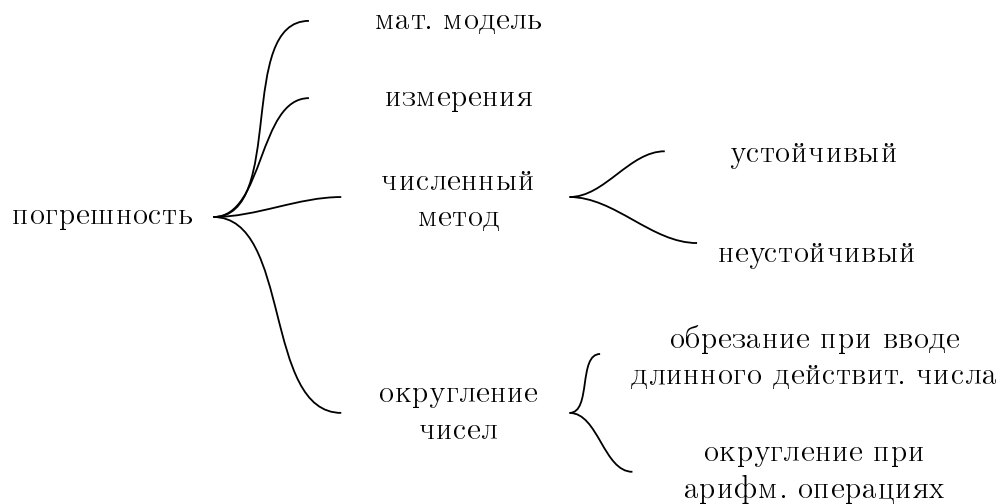 мат. модель
измерения
численный
метод
устойчивый
неустойчивый
погрешность
обрезание при вводе
длинного действит. числа
округление
чисел
округление при
арифм. операциях